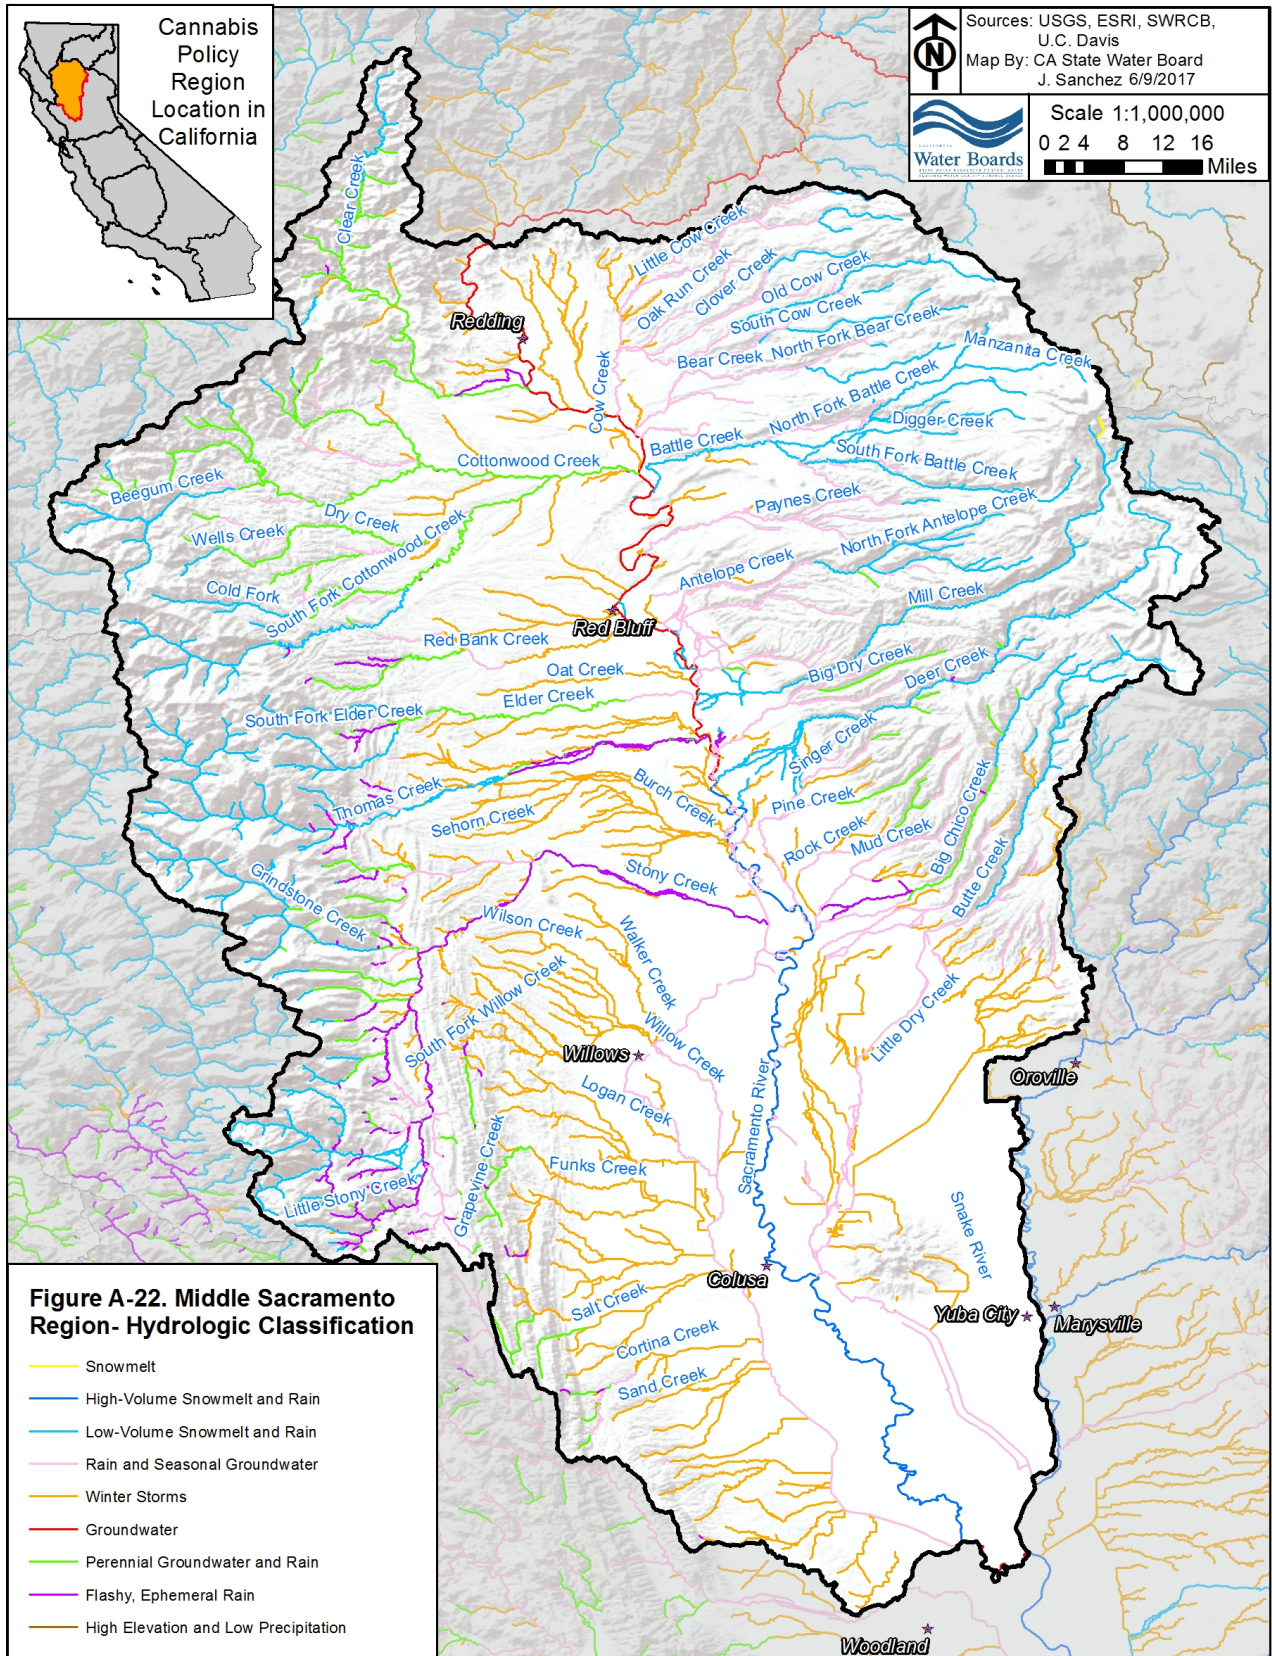 Cannabis
Policy
Region
Location in
California
N
Sources: USGS, ESRI, SWRCB,
U.C. Davis
Map By: CA State Water Board
J. Sanchez 6/9/2017
CALIFORNIA
Water Boards
Scale 1:1,000,000
0 2 4 8 12 16
Miles
Clear Creek
Little Cow Creek
Oak Run Creek
Clover Creek
Old Cow Creek
South Cow Creek
Redding
Bear Creek
North Fork Bear Creek
Manzanita Creek
Cow Creek
North Fork Battle Creek
Digger Creek
Battle Creek
South Fork Battle Creek
Cottonwood Creek
Beegum Creek
Paynes Creek
Dry Creek
North Fork Antelope Creek
Wells Creek
South Fork Cottonwood Creek
Antelope Creek
Cold Fork
Mill Creek
Red Bluff
Red Bank Creek
Oat Creek
Big Dry Creek
Deer Creek
Elder Creek
South Fork Elder Creek
Singer Creek
Thomas Creek
Burch Creek
Pine Creek
Sehorn Creek
Rock Creek
Mud Creek
Big Chico Creek
Butte Creek
Stony Creek
Grindstone Creek
Wilson Creek
Walker Creek
South Fork Willow Creek
Little Dry Creek
Willow Creek
Willows
Oroville
Logan Creek
Sacramento River
Grapevine Creek
Funks Creek
Little Stony Creek
Snake River
Colusa
Salt Creek
Yuba City
Marysville
Cortina Creek
Sand Creek
Woodland
Figure A-22. Middle Sacramento
Region- Hydrologic Classification
Snowmelt
High-Volume Snowmelt and Rain
Low-Volume Snowmelt and Rain
Rain and Seasonal Groundwater
Winter Storms
Groundwater
Perennial Groundwater and Rain
Flashy, Ephemeral Rain
High Elevation and Low Precipitation